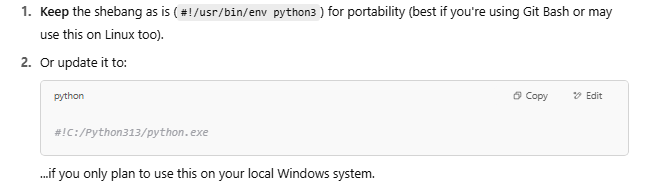 1. Keep the shebang as is (#!/usr/bin/env python3) for portability (best if you're using Git Bash or may
use this on Linux too).
2. Or update it to:
python Copy Edit
#!C:/Python313/python.exe
...if you only plan to use this on your local Windows system.